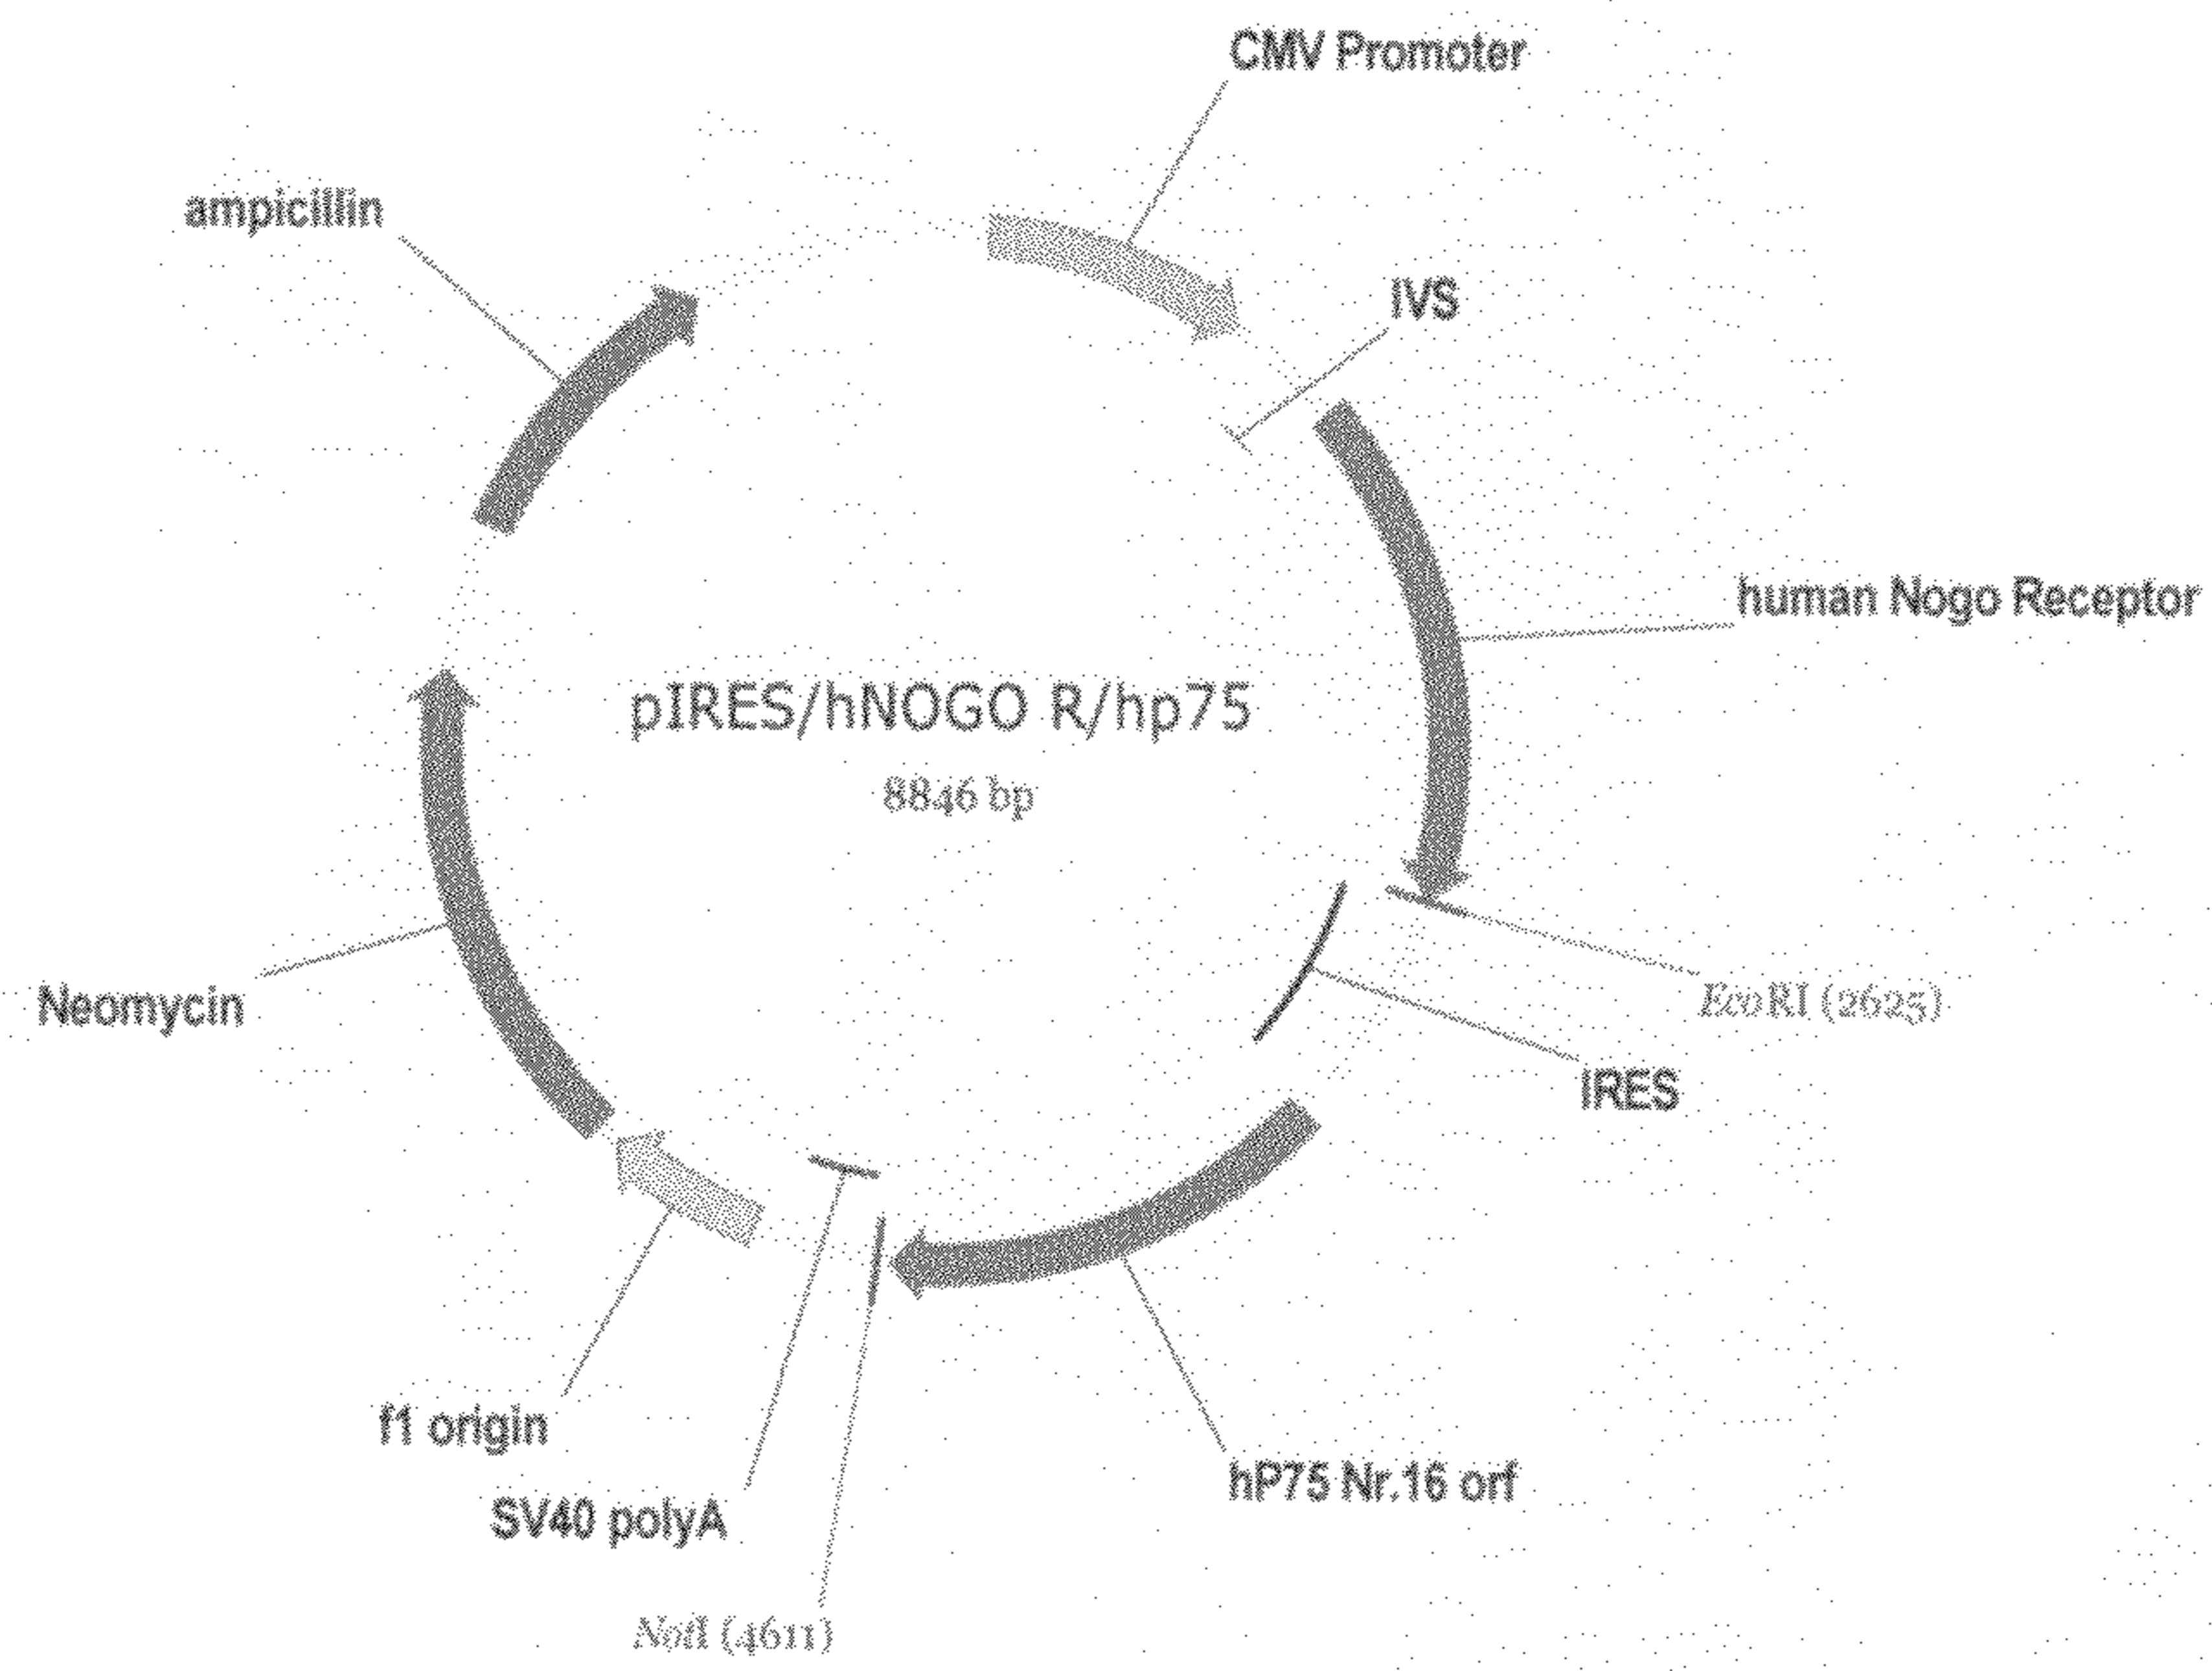 CMV Promoter
ampicillin
IVS
human Nogo Receptor
pIRES/hNOGO R/hp75
8846 bp
EcoRI (2625)
Neomycin
IRES
f1 origin
hP75 Nr.16 orf
SV40 polyA
NotI (4611)